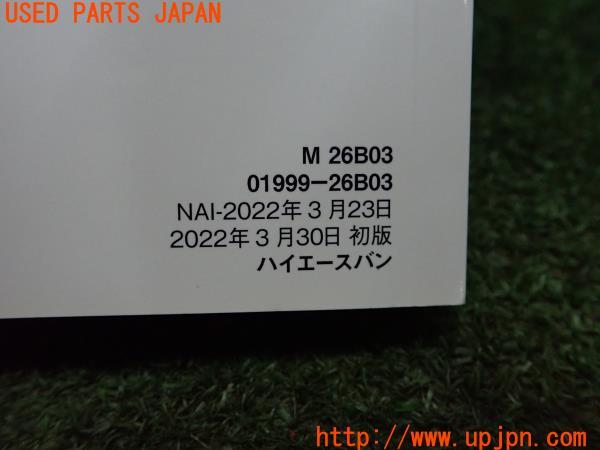 USED PARTS JAPAN
M 26B03
01999-26B03
NAI-2022年3月23日
2022年3月30日 初版
ハイエースバン
http://www.upjpn.com/